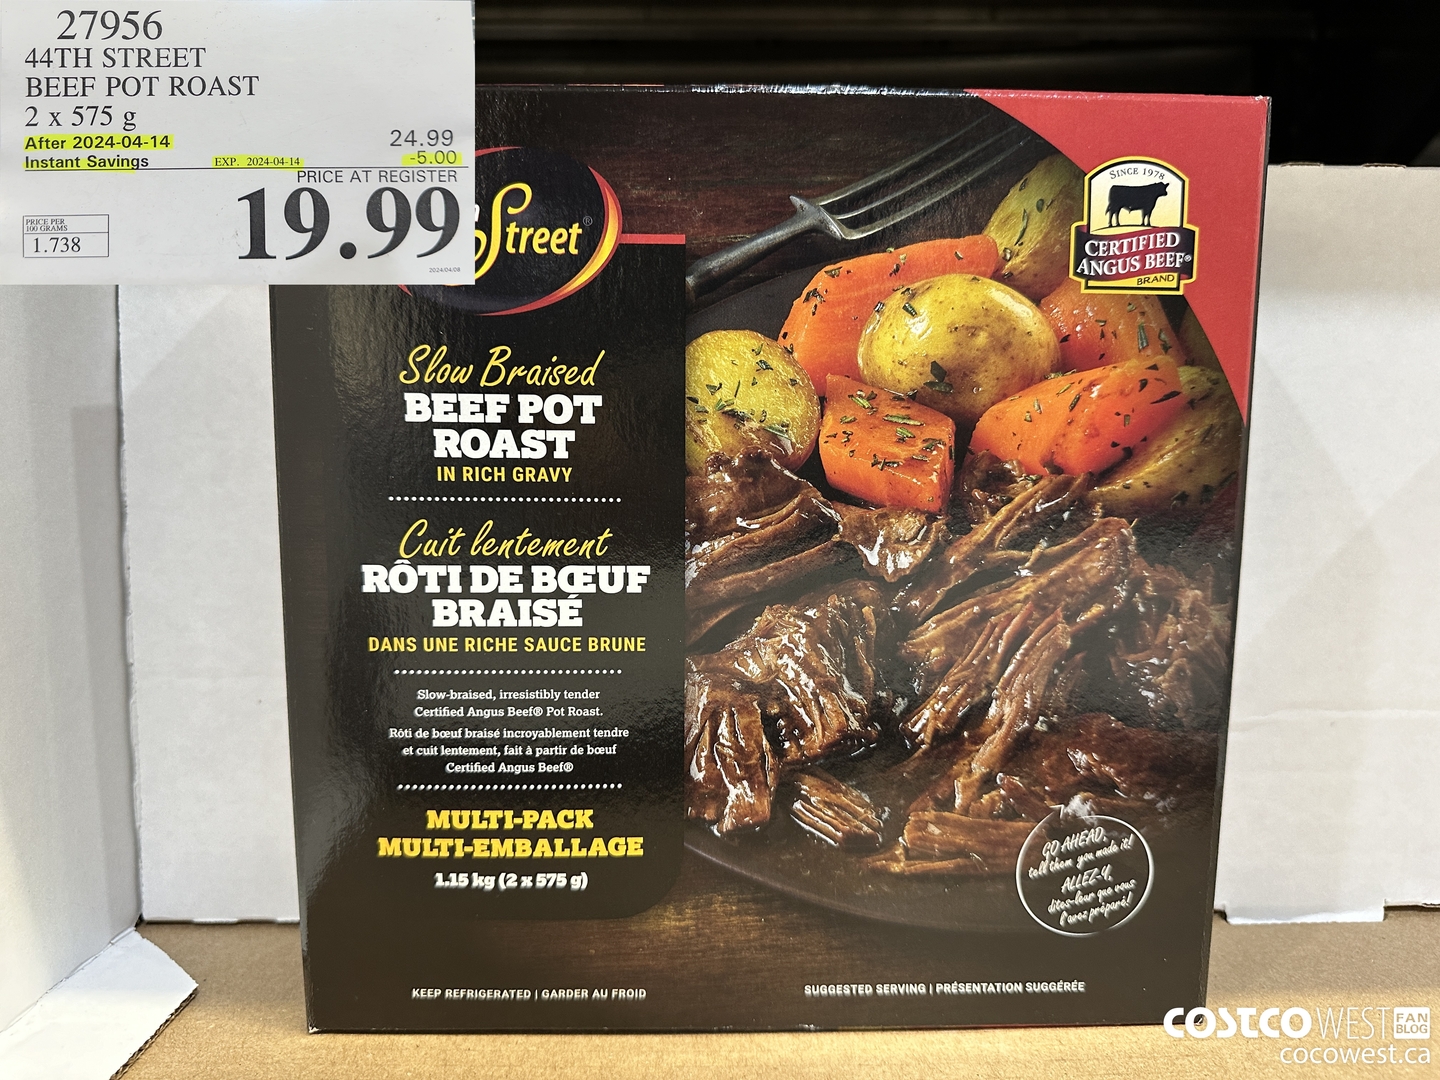 27956
44TH STREET
BEEF POT ROAST
2 x 575 g
After 2024-04-14 24.99
Instant Savings EXP. 2024-04-14 -5.00
PRICE AT REGISTER
19.99
PRICE PER
100 GRAMS
1.738
2024/04/08
Street®
SINCE 1978
CERTIFIED
ANGUS BEEF®
BRAND
Slow Braised
BEEF POT
ROAST
IN RICH GRAVY
Cuit lentement
RÔTI DE BŒUF
BRAISÉ
DANS UNE RICHE SAUCE BRUNE
Slow-braised, irresistibly tender
Certified Angus Beef® Pot Roast.
Rôti de bœuf braisé incroyablement tendre
et cuit lentement, fait à partir de bœuf
Certified Angus Beef®
MULTI-PACK
MULTI-EMBALLAGE
1.15 kg (2 x 575 g)
GO AHEAD,
tell them you made it!
ALLEZ-Y,
dites-leur que vous
l'avez préparé!
KEEP REFRIGERATED | GARDER AU FROID
SUGGESTED SERVING | PRÉSENTATION SUGGÉRÉE
COSTCO WEST FAN
BLOG
cocowest.ca